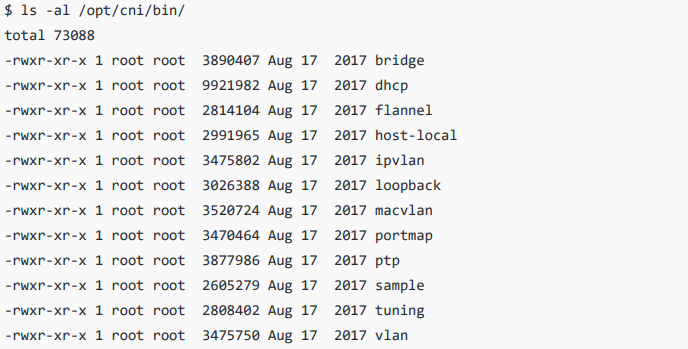 $ ls -al /opt/cni/bin/
total 73088
-rwxr-xr-x 1 root root  3890407 Aug 17  2017 bridge
-rwxr-xr-x 1 root root  9921982 Aug 17  2017 dhcp
-rwxr-xr-x 1 root root  2814104 Aug 17  2017 flannel
-rwxr-xr-x 1 root root  2991965 Aug 17  2017 host-local
-rwxr-xr-x 1 root root  3475802 Aug 17  2017 ipvlan
-rwxr-xr-x 1 root root  3026388 Aug 17  2017 loopback
-rwxr-xr-x 1 root root  3520724 Aug 17  2017 macvlan
-rwxr-xr-x 1 root root  3470464 Aug 17  2017 portmap
-rwxr-xr-x 1 root root  3877986 Aug 17  2017 ptp
-rwxr-xr-x 1 root root  2605279 Aug 17  2017 sample
-rwxr-xr-x 1 root root  2808402 Aug 17  2017 tuning
-rwxr-xr-x 1 root root  3475750 Aug 17  2017 vlan